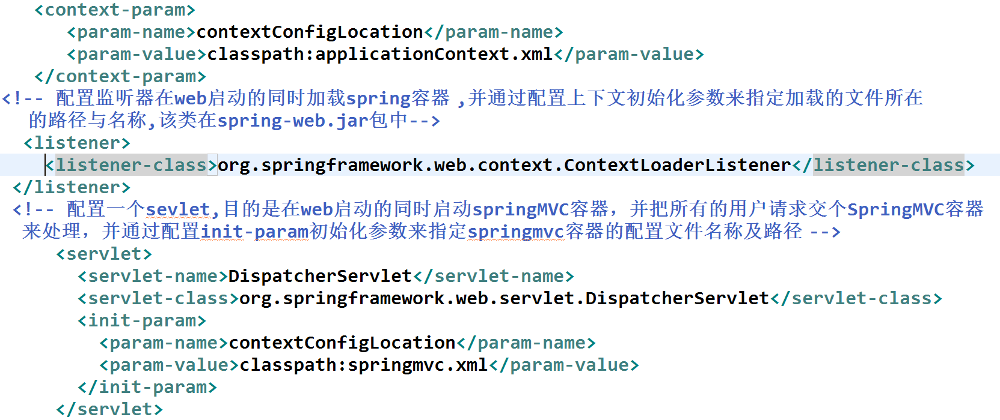 <context-param>
<param-name>contextConfigLocation</param-name>
<param-value>classpath:applicationContext.xml</param-value>
</context-param>
<!-- 配置监听器在web启动的同时加载spring容器 ,并通过配置上下文初始化参数来指定加载的文件所在
的路径与名称,该类在spring-web.jar包中-->
<listener>
<listener-class>org.springframework.web.context.ContextLoaderListener</listener-class>
</listener>
<!-- 配置一个sevlet,目的是在web启动的同时启动springMVC容器，并把所有的用户请求交个SpringMVC容器
来处理，并通过配置init-param初始化参数来指定springmvc容器的配置文件名称及路径 -->
<servlet>
<servlet-name>DispatcherServlet</servlet-name>
<servlet-class>org.springframework.web.servlet.DispatcherServlet</servlet-class>
<init-param>
<param-name>contextConfigLocation</param-name>
<param-value>classpath:springmvc.xml</param-value>
</init-param>
</servlet>